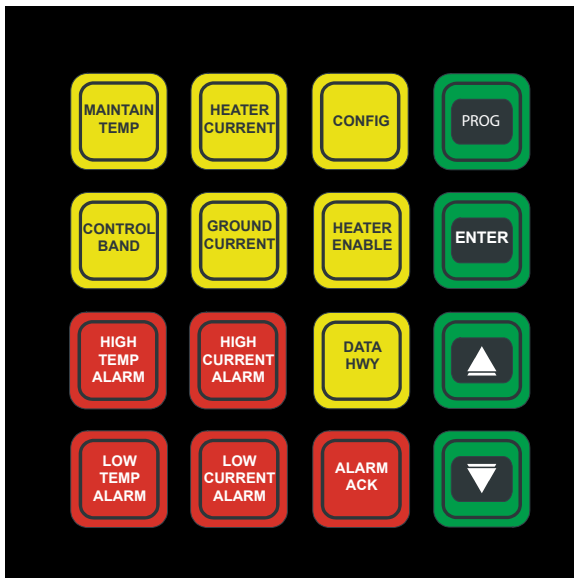 MAINTAIN
TEMP
HEATER
CURRENT
CONFIG
PROG
CONTROL
BAND
GROUND
CURRENT
HEATER
ENABLE
ENTER
HIGH
TEMP
ALARM
HIGH
CURRENT
ALARM
DATA
HWY
LOW
TEMP
ALARM
LOW
CURRENT
ALARM
ALARM
ACK